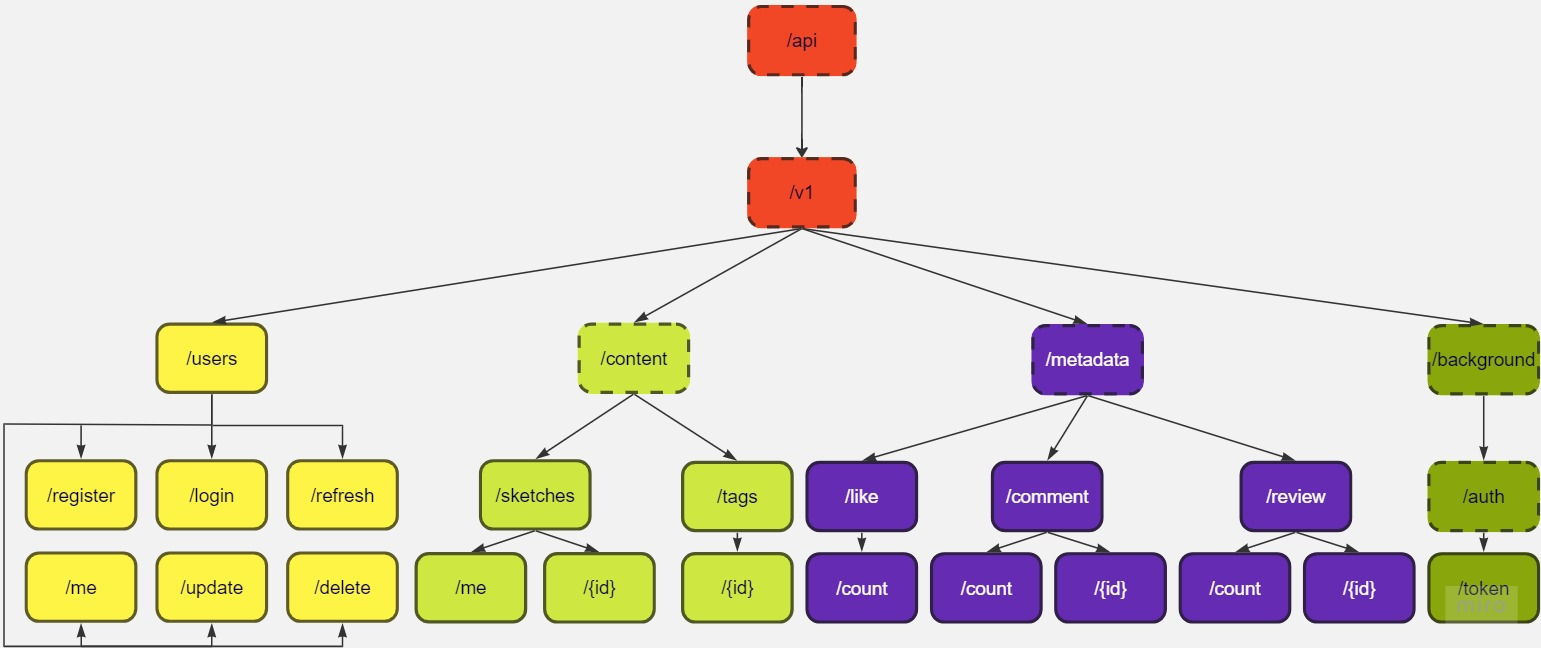 /api
/v1
/users
/content
/metadata
/background
/register
/login
/refresh
/sketches
/tags
/like
/comment
/review
/auth
/me
/update
/delete
/me
/{id}
/{id}
/count
/count
/{id}
/count
/{id}
/token
miro